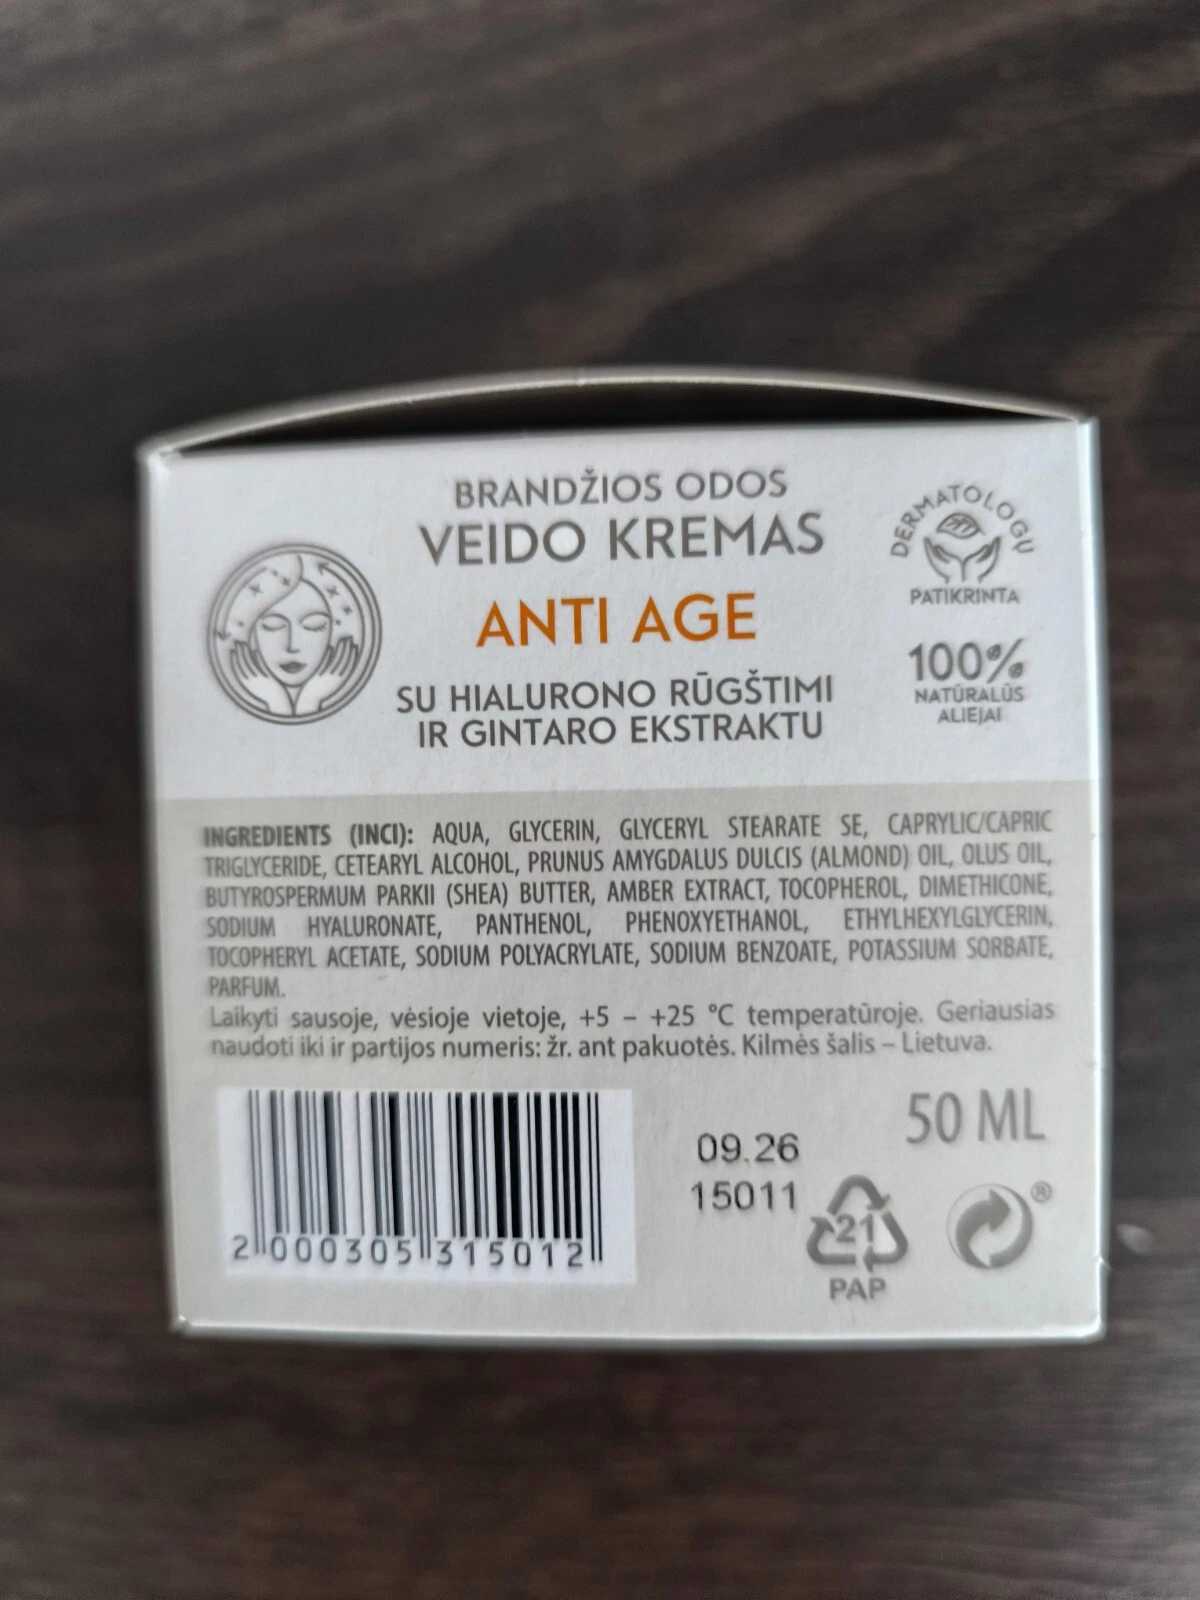 BRANDŽIOS ODOS
VEIDO KREMAS
ANTI AGE
SU HIALURONO RŪGŠTIMI
IR GINTARO EKSTRAKTU
DERMATOLOGŲ
PATIKRINTA
100%
NATŪRALŪS
ALIEJAI
INGREDIENTS (INCI): AQUA, GLYCERIN, GLYCERYL STEARATE SE, CAPRYLIC/CAPRIC
TRIGLYCERIDE, CETEARYL ALCOHOL, PRUNUS AMYGDALUS DULCIS (ALMOND) OIL, OLUS OIL,
BUTYROSPERMUM PARKII (SHEA) BUTTER, AMBER EXTRACT, TOCOPHEROL, DIMETHICONE,
SODIUM HYALURONATE, PANTHENOL, PHENOXYETHANOL, ETHYLHEXYLGLYCERIN,
TOCOPHERYL ACETATE, SODIUM POLYACRYLATE, SODIUM BENZOATE, POTASSIUM SORBATE,
PARFUM.
Laikyti sausoje, vėsioje vietoje, +5 – +25 °C temperatūroje. Geriausias
naudoti iki ir partijos numeris: žr. ant pakuotės. Kilmės šalis – Lietuva.
2 000305 315012
09.26
15011
50 ML
21
PAP
®